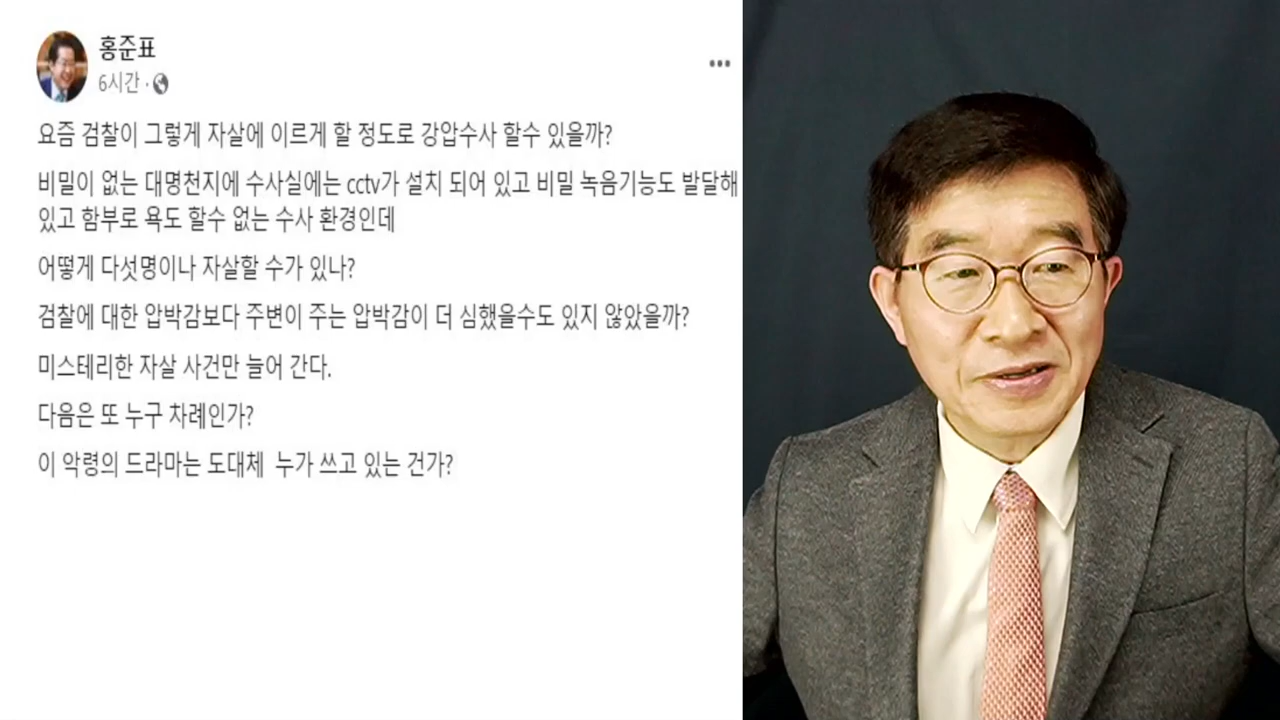 홍준표
6시간 ·
요즘 검찰이 그렇게 자살에 이르게 할 정도로 강압수사 할수 있을까?
비밀이 없는 대명천지에 수사실에는 cctv가 설치 되어 있고 비밀 녹음기능도 발달해
있고 함부로 욕도 할수 없는 수사 환경인데
어떻게 다섯명이나 자살할 수가 있나?
검찰에 대한 압박감보다 주변이 주는 압박감이 더 심했을수도 있지 않았을까?
미스테리한 자살 사건만 늘어 간다.
다음은 또 누구 차례인가?
이 악령의 드라마는 도대체 누가 쓰고 있는 건가?